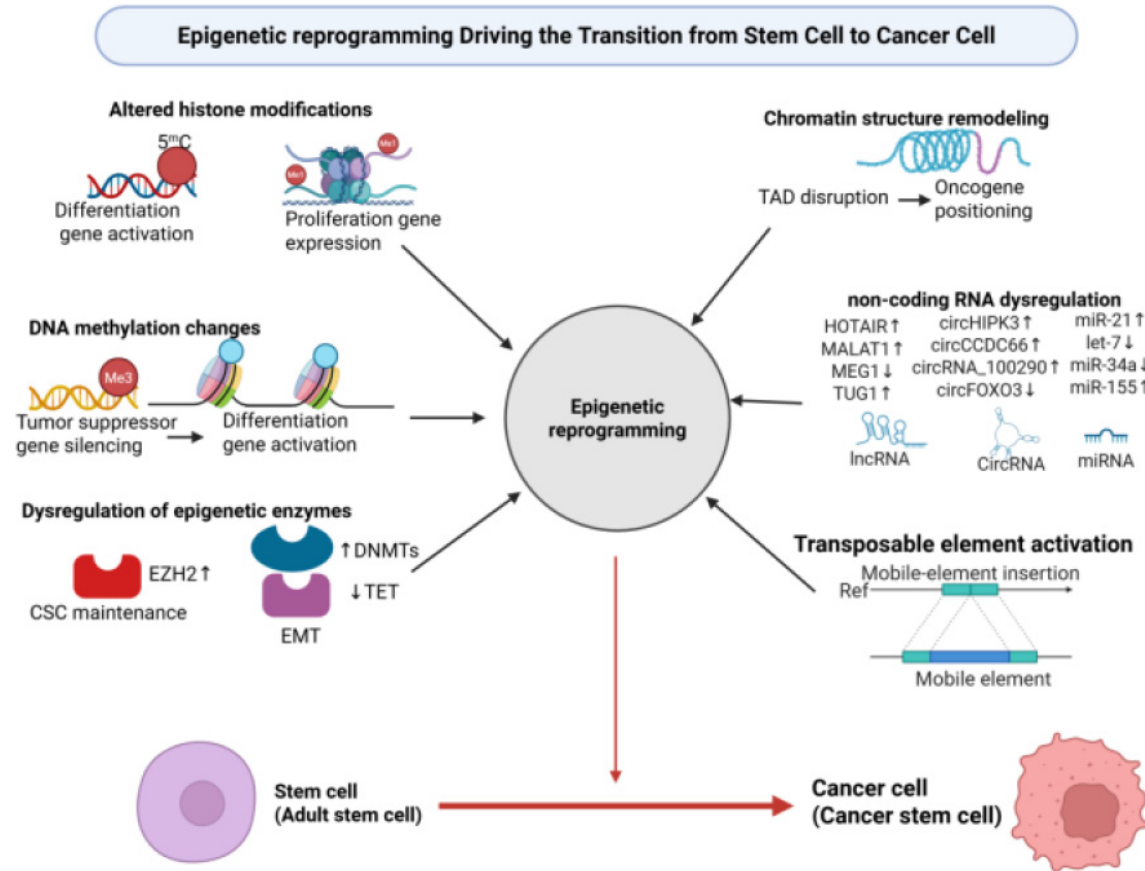 Epigenetic reprogramming Driving the Transition from Stem Cell to Cancer Cell
Altered histone modifications
5ᵐC
Differentiation
gene activation
Me1
Me1
Proliferation gene
expression
DNA methylation changes
Me3
Tumor suppressor
gene silencing
Differentiation
gene activation
Dysregulation of epigenetic enzymes
EZH2↑
CSC maintenance
↑DNMTs
↓TET
EMT
Epigenetic
reprogramming
Chromatin structure remodeling
TAD disruption
Oncogene
positioning
non-coding RNA dysregulation
HOTAIR↑
MALAT1↑
MEG1↓
TUG1↑
circHIPK3↑
circCCDC66↑
circRNA_100290↑
circFOXO3↓
miR-21↑
let-7↓
miR-34a↓
miR-155↑
lncRNA
CircRNA
miRNA
Transposable element activation
Mobile-element insertion
Ref
Mobile element
Stem cell
(Adult stem cell)
Cancer cell
(Cancer stem cell)